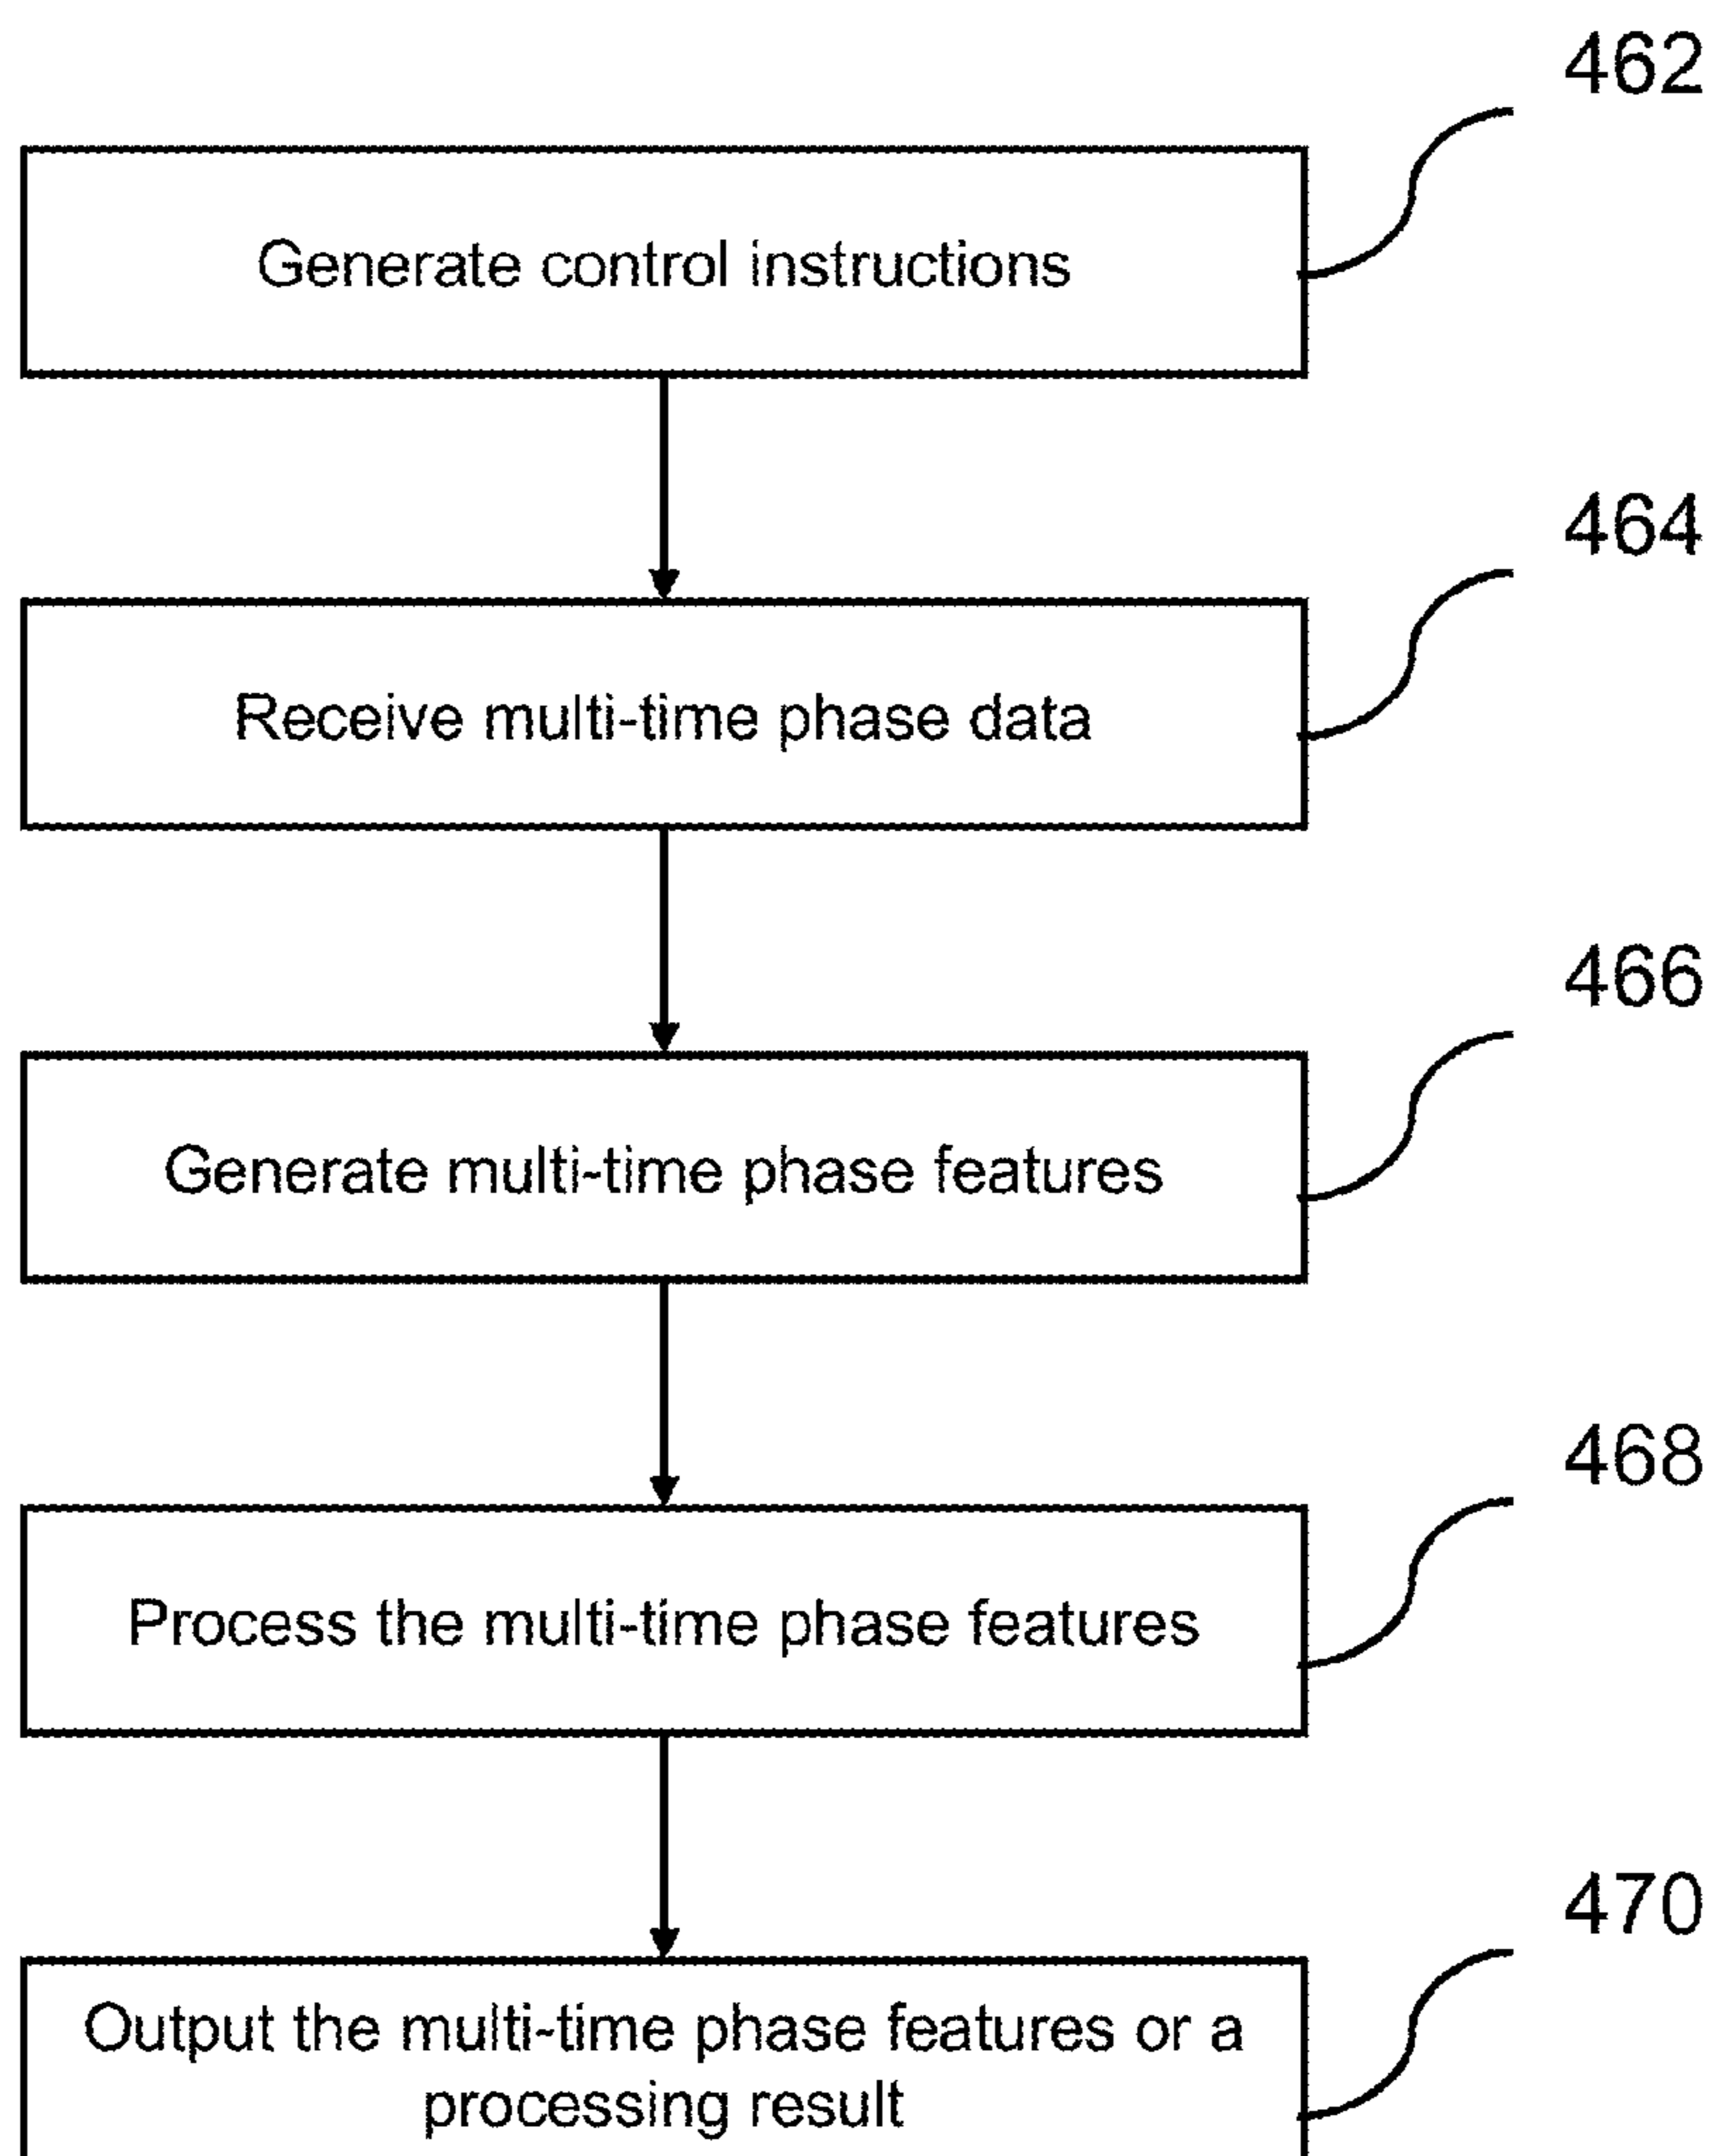 462
Generate control instructions
464
Receive multi-time phase data
466
Generate multi-time phase features
468
Process the multi-time phase features
470
Output the multi-time phase features or a
processing result